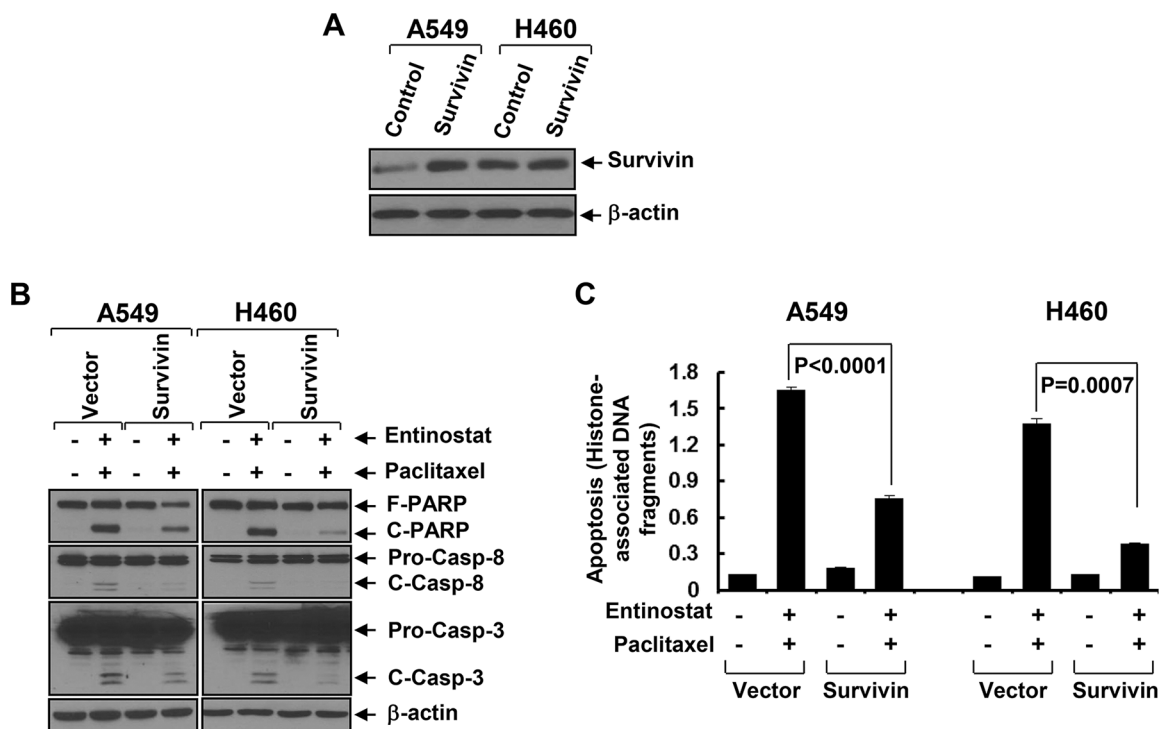 A
A549 H460
Control Survivin Control Survivin
Survivin
β-actin
B
A549 H460
Vector Survivin Vector Survivin
- + - + - + - + Entinostat
- + - + - + - + Paclitaxel
F-PARP
C-PARP
Pro-Casp-8
C-Casp-8
Pro-Casp-3
C-Casp-3
β-actin
C
A549 H460
P<0.0001
P=0.0007
Apoptosis (Histone-
associated DNA
fragments)
1.8
1.5
1.2
0.9
0.6
0.3
0
Entinostat - + - + - + - +
Paclitaxel - + - + - + - +
Vector Survivin Vector Survivin